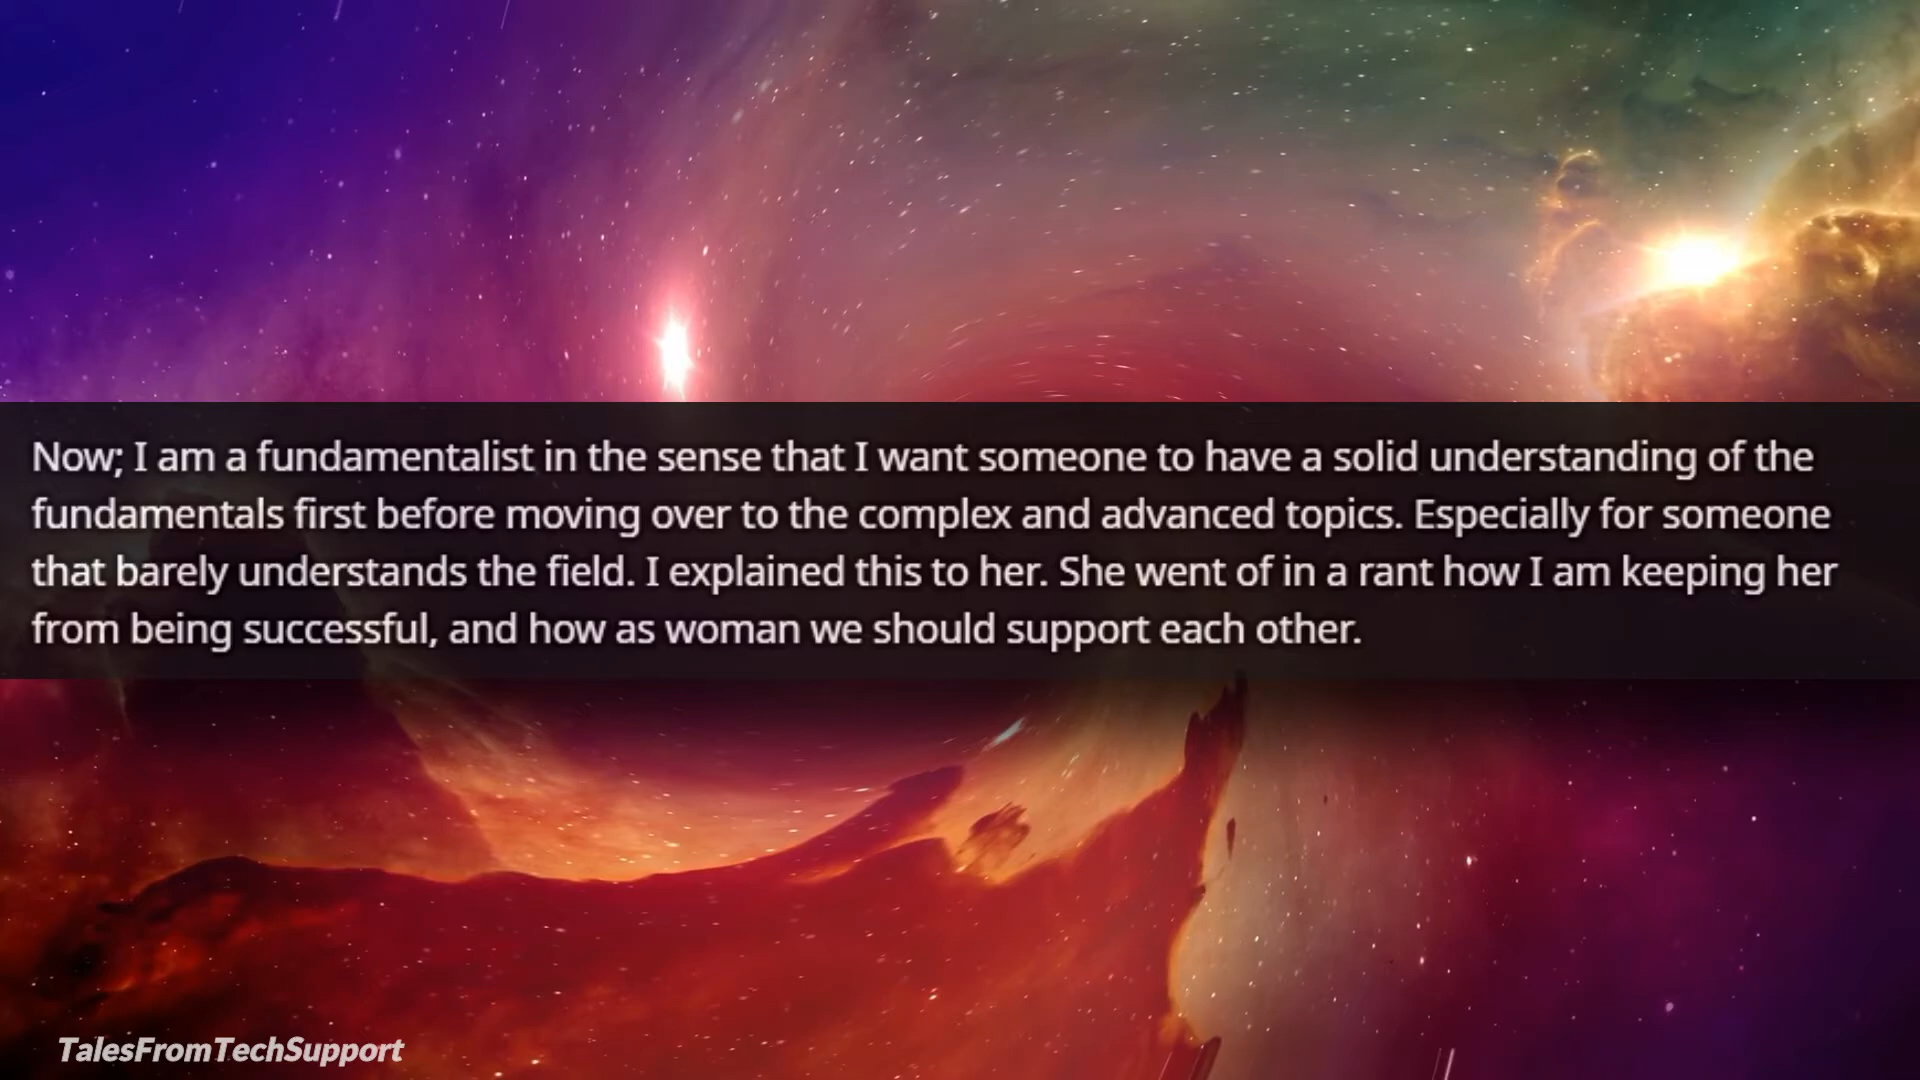 Now; I am a fundamentalist in the sense that I want someone to have a solid understanding of the
fundamentals first before moving over to the complex and advanced topics. Especially for someone
that barely understands the field. I explained this to her. She went of in a rant how I am keeping her
from being successful, and how as woman we should support each other.
TalesFromTechSupport